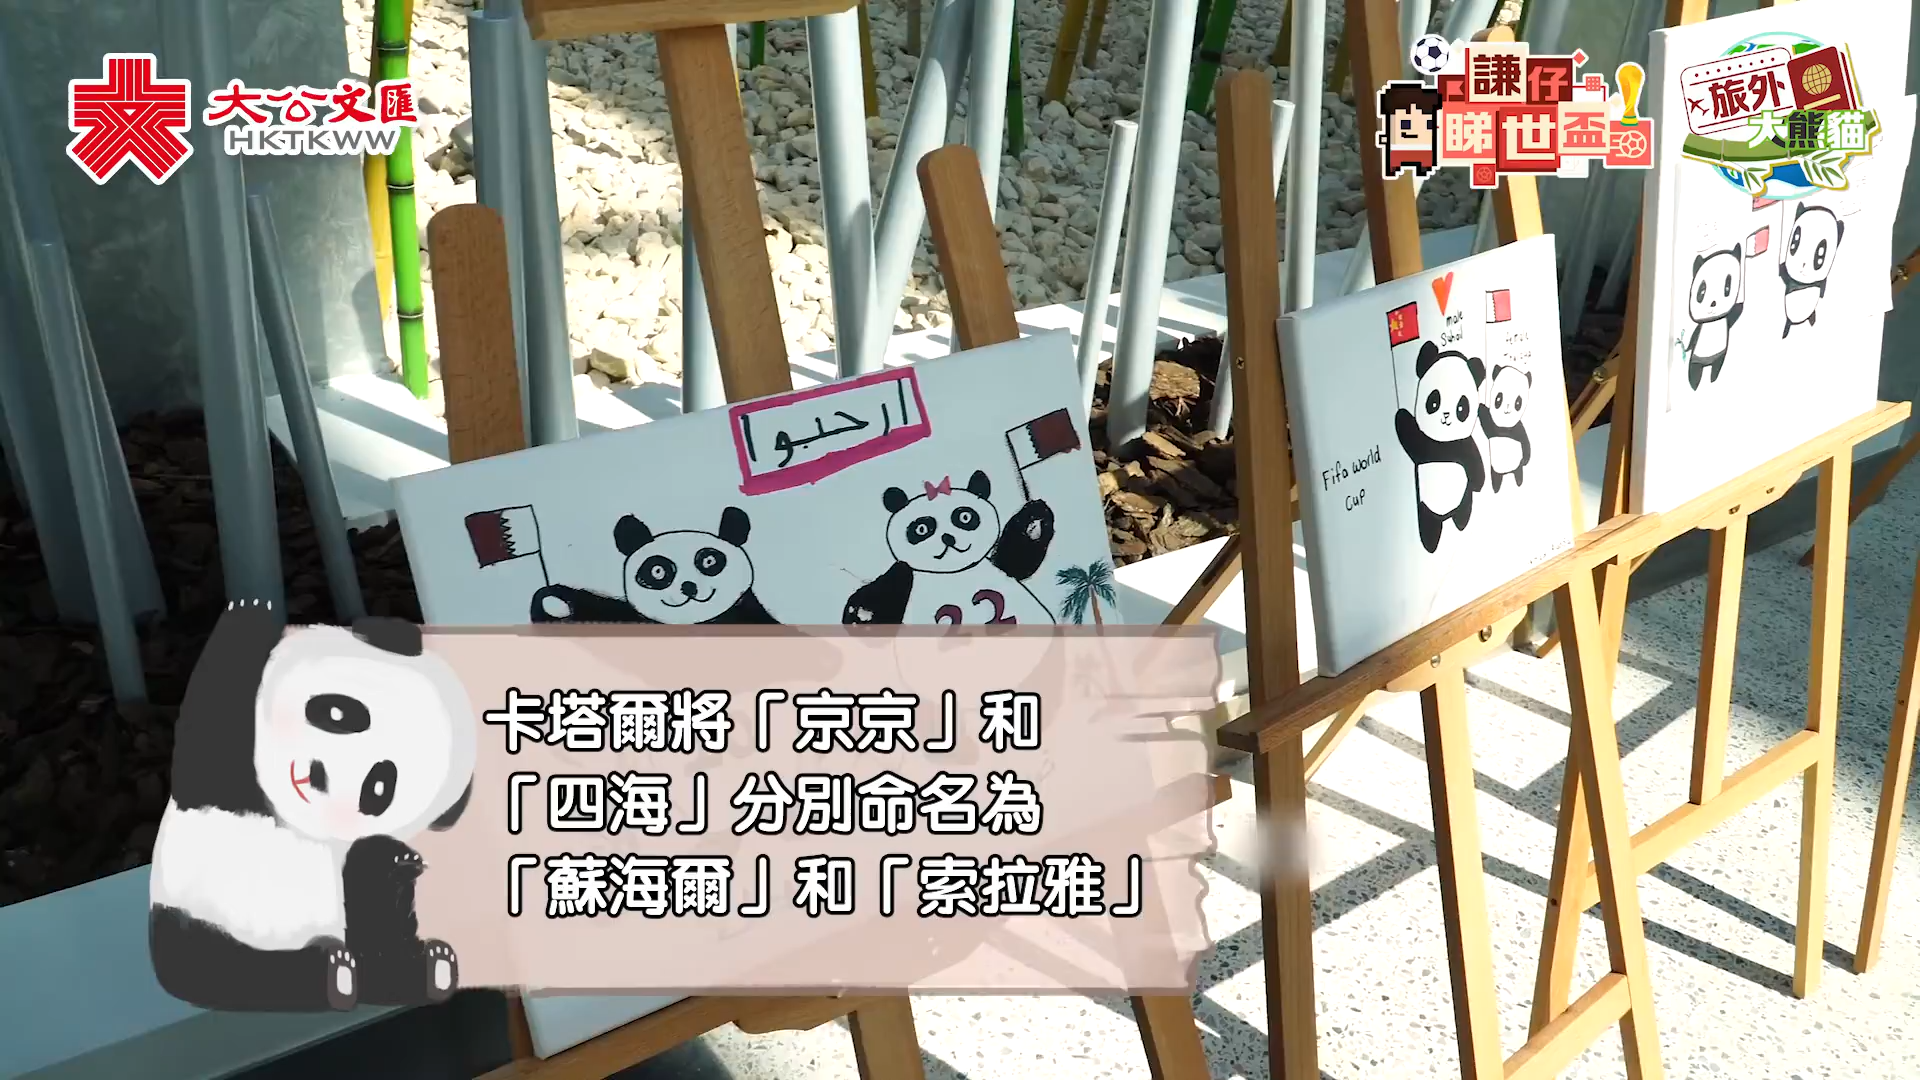 大公文匯
HKTKWW
謙仔
睇世盃
旅外
大熊貓
ارحبوا
22
male
Suhail
Fifa world
cup
卡塔爾將「京京」和
「四海」分別命名為
「蘇海爾」和「索拉雅」